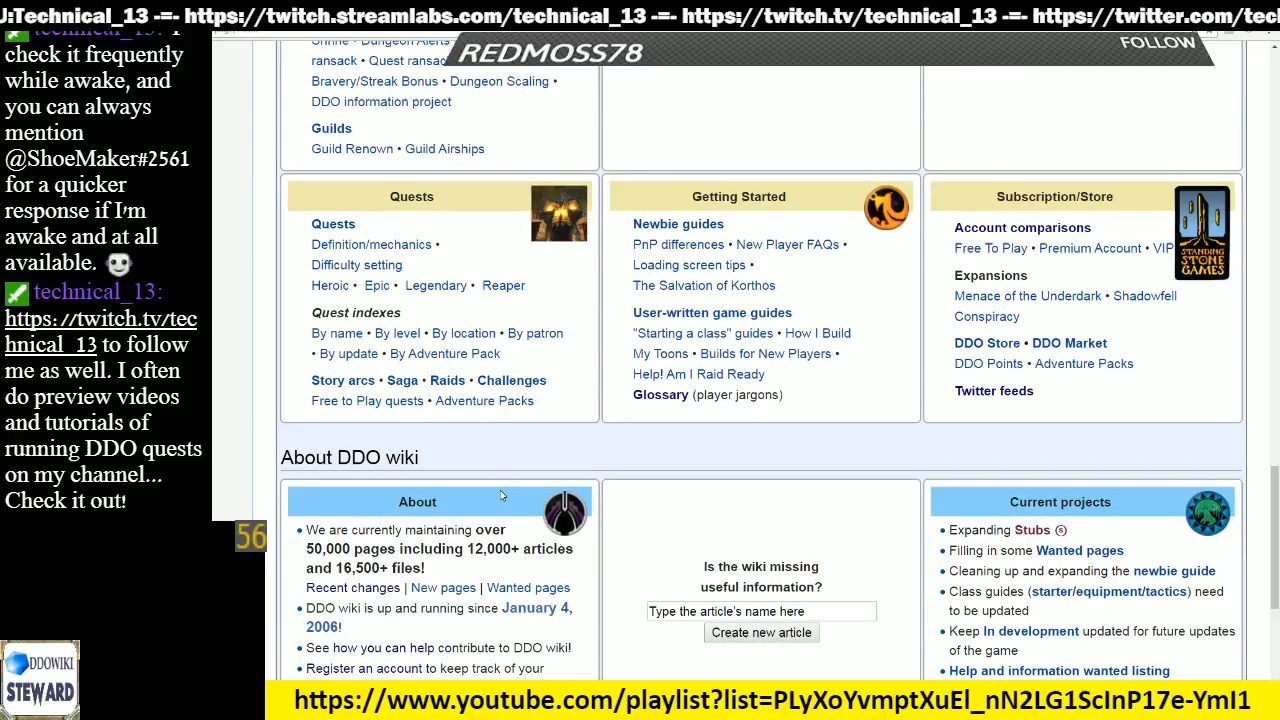 J:Technical_13 -=- https://twitch.streamlabs.com/technical_13 -=- https://twitch.tv/technical_13 -=- https://twitter.com/tec
technical_13: I
check it frequently
while awake, and
you can always
mention
@ShoeMaker#2561
for a quicker
response if I'm
awake and at all
available.
technical_13:
https://twitch.tv/tec
hnical_13 to follow
me as well. I often
do preview videos
and tutorials of
running DDO quests
on my channel...
Check it out!
56
DDOWIKI
STEWARD
REDMOSS78
FOLLOW
Shrine • Dungeon Alerts
ransack • Quest ransac
Bravery/Streak Bonus • Dungeon Scaling •
DDO information project
Guilds
Guild Renown • Guild Airships
Quests
Quests
Definition/mechanics •
Difficulty setting
Heroic • Epic • Legendary • Reaper
Quest indexes
By name • By level • By location • By patron
• By update • By Adventure Pack
Story arcs • Saga • Raids • Challenges
Free to Play quests • Adventure Packs
Getting Started
Newbie guides
PnP differences • New Player FAQs •
Loading screen tips •
The Salvation of Korthos
User-written game guides
"Starting a class" guides • How I Build
My Toons • Builds for New Players •
Help! Am I Raid Ready
Glossary (player jargons)
Subscription/Store
Account comparisons
Free To Play • Premium Account • VIP
Expansions
Menace of the Underdark • Shadowfell
Conspiracy
DDO Store • DDO Market
DDO Points • Adventure Packs
Twitter feeds
STANDING
STONE
GAMES
About DDO wiki
About
• We are currently maintaining over
50,000 pages including 12,000+ articles
and 16,500+ files!
Recent changes | New pages | Wanted pages
• DDO wiki is up and running since January 4,
2006!
• See how you can help contribute to DDO wiki!
• Register an account to keep track of your
Is the wiki missing
useful information?
Type the article's name here
Create new article
Current projects
• Expanding Stubs
• Filling in some Wanted pages
• Cleaning up and expanding the newbie guide
• Class guides (starter/equipment/tactics) need
to be updated
• Keep In development updated for future updates
of the game
• Help and information wanted listing
https://www.youtube.com/playlist?list=PLyXoYvmptXuEl_nN2LG1ScInP17e-YmI1